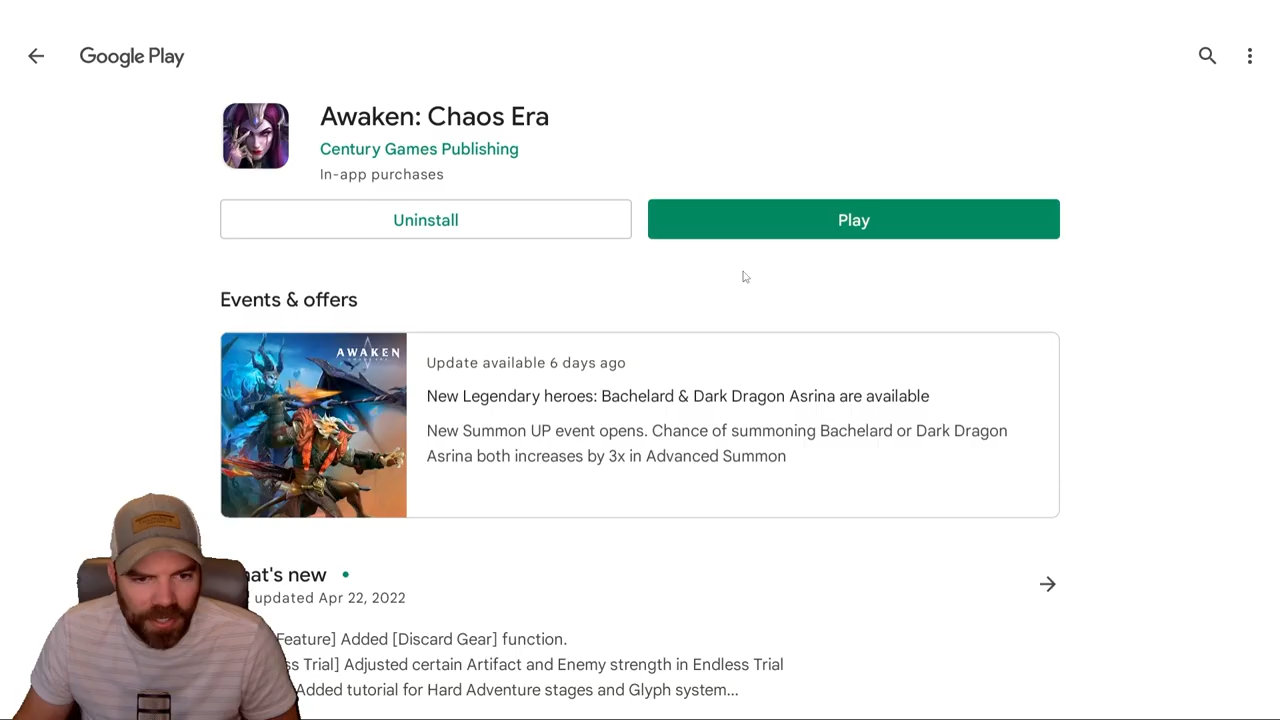 Google Play
Awaken: Chaos Era
Century Games Publishing
In-app purchases
Uninstall
Play
Events & offers
AWAKEN
Update available 6 days ago
New Legendary heroes: Bachelard & Dark Dragon Asrina are available
New Summon UP event opens. Chance of summoning Bachelard or Dark Dragon
Asrina both increases by 3x in Advanced Summon
hat's new
updated Apr 22, 2022
Feature] Added [Discard Gear] function.
ss Trial] Adjusted certain Artifact and Enemy strength in Endless Trial
Added tutorial for Hard Adventure stages and Glyph system...